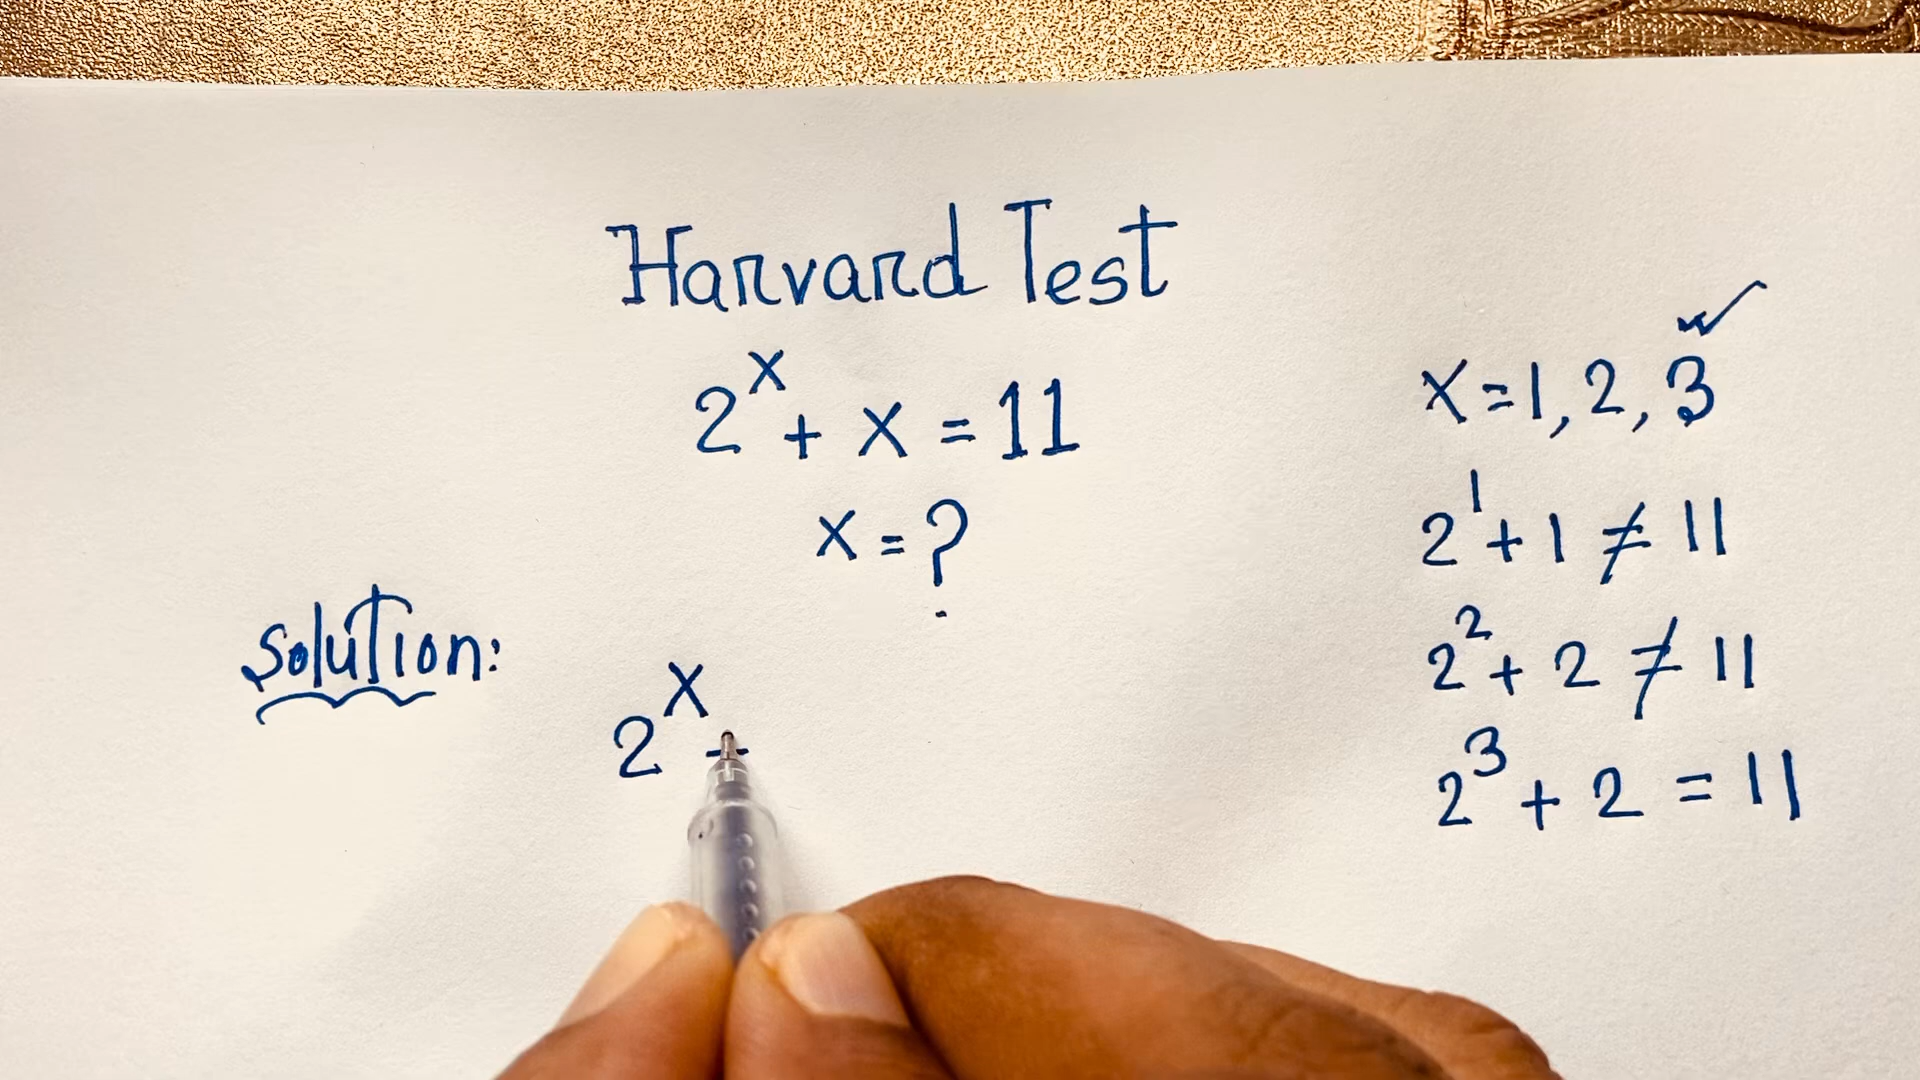 Harvard Test
2^x + x = 11
x = ?
Solution:
2^x +
x = 1, 2, 3 ✓
2^1 + 1 ≠ 11
2^2 + 2 ≠ 11
2^3 + 2 = 11